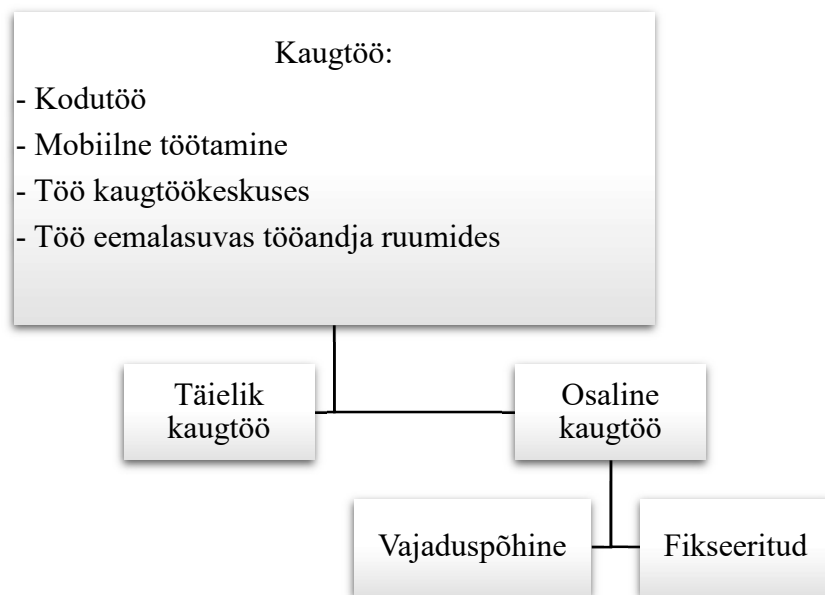 Kaugtöö:
- Kodutöö
- Mobiilne töötamine
- Töö kaugtöökeskuses
- Töö eemalasuvas tööandja ruumides
Täielik
kaugtöö
Osaline
kaugtöö
Vajaduspõhine
Fikseeritud